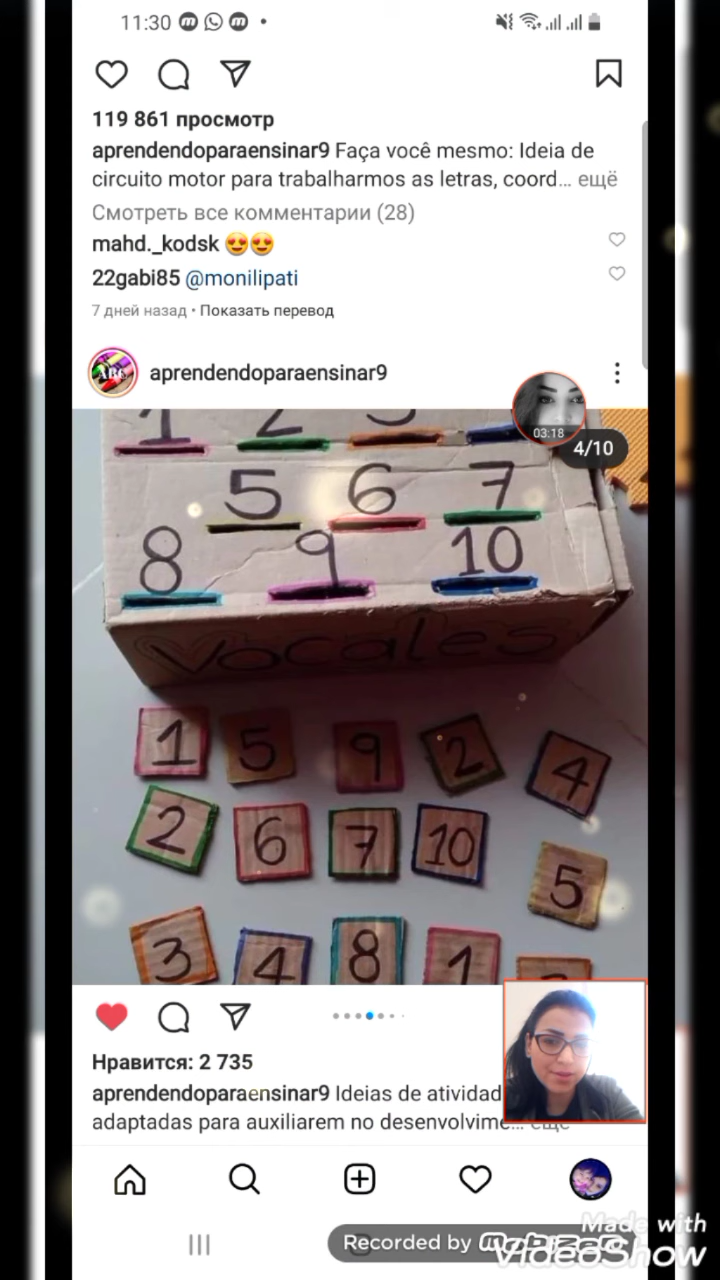 11:30
119 861 просмотр
aprendendoparaensinar9 Faça você mesmo: Ideia de
circuito motor para trabalharmos as letras, coord... ещё
Смотреть все комментарии (28)
mahd._kodsk 😍😍
22gabi85 @monilipati
7 дней назад • Показать перевод
ABC
aprendendoparaensinar9
03:18
4/10
1 2 3
5 6 7
8 9 10
Vocales
1 5 9 2 4
2 6 7 10 5
3 4 8 1
Нравится: 2 735
aprendendoparaensinar9 Ideias de atividad
adaptadas para auxiliarem no desenvolvime... ещё
Made with
Recorded by
VideoShow